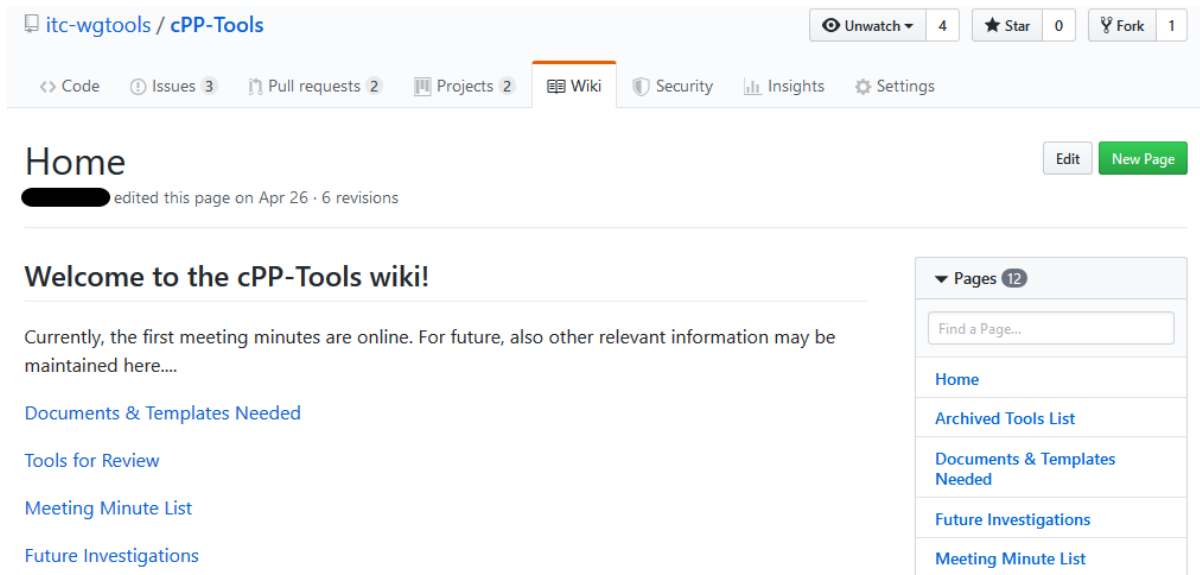 itc-wgtools / cPP-Tools
Unwatch 4 Star 0 Fork 1
Code Issues 3 Pull requests 2 Projects 2 Wiki Security Insights Settings
Home
Edit New Page
edited this page on Apr 26 · 6 revisions
Welcome to the cPP-Tools wiki!
Currently, the first meeting minutes are online. For future, also other relevant information may be
maintained here....
Documents & Templates Needed
Tools for Review
Meeting Minute List
Future Investigations
Pages 12
Find a Page...
Home
Archived Tools List
Documents & Templates
Needed
Future Investigations
Meeting Minute List